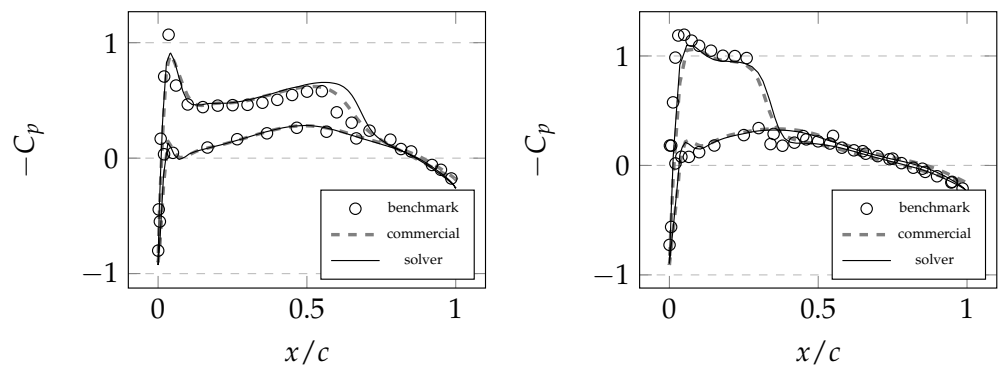 1
0
−1
−C_p
0
0.5
1
x/c
benchmark
commercial
solver
1
0
−1
−C_p
0
0.5
1
x/c
benchmark
commercial
solver